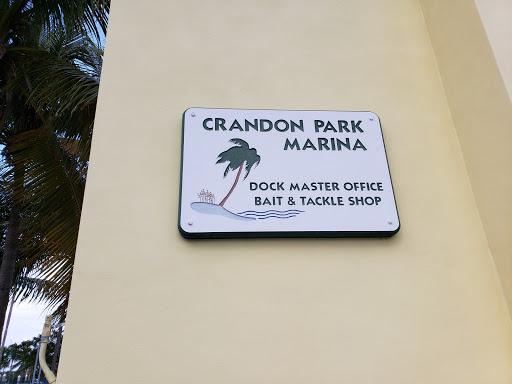 CRANDON PARK
MARINA
DOCK MASTER OFFICE
BAIT & TACKLE SHOP